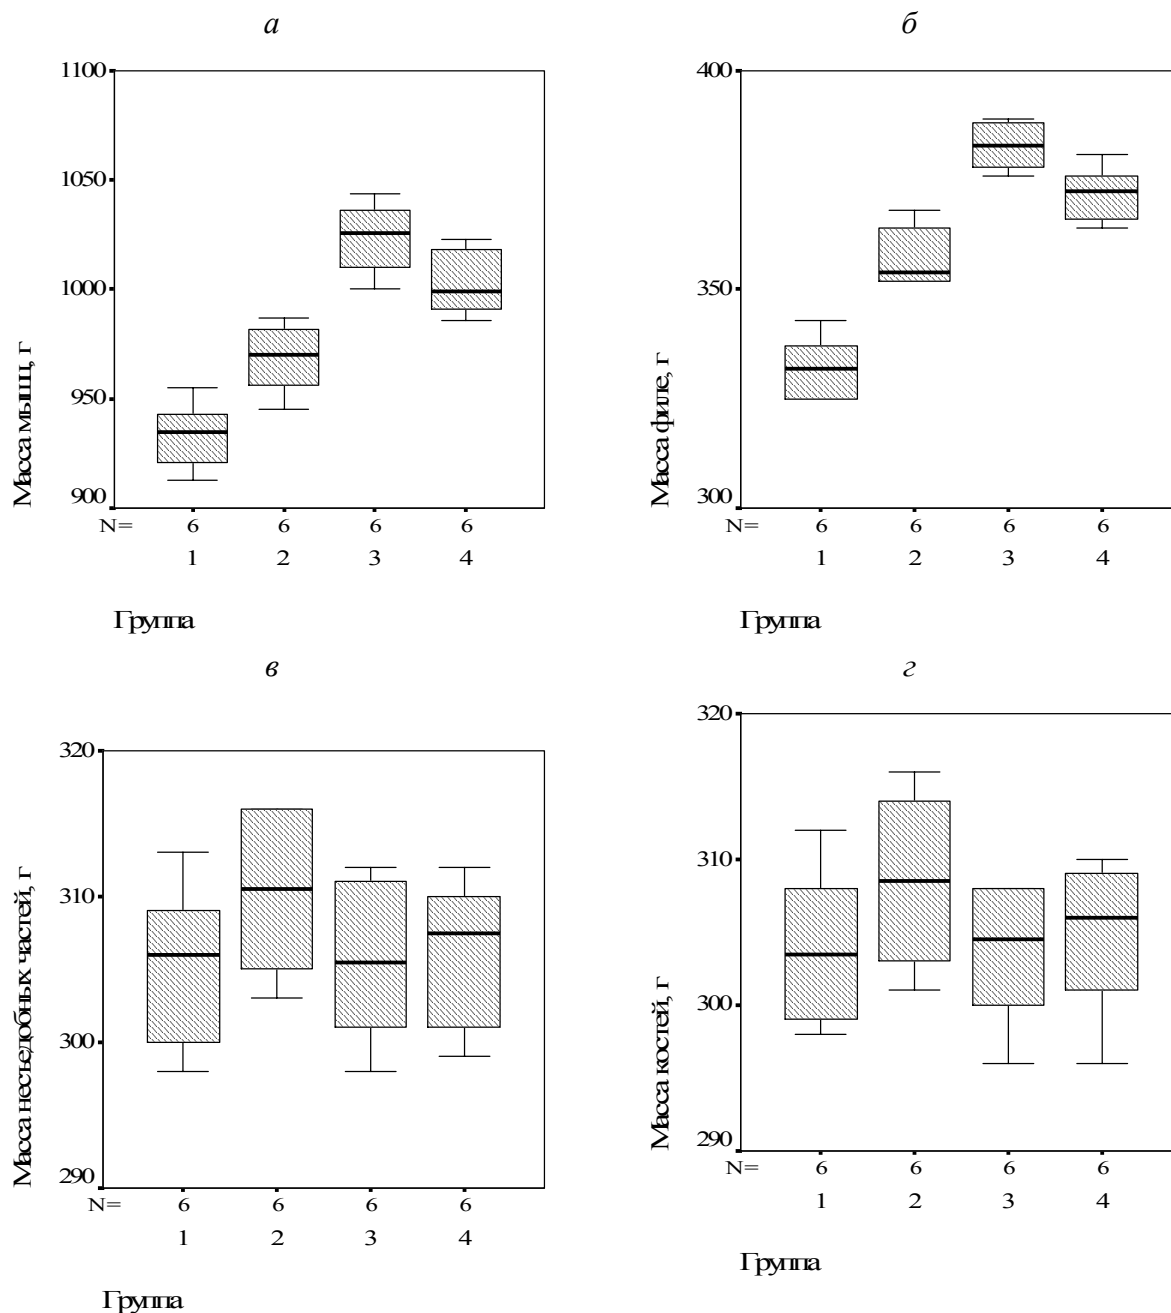 а
1100
1050
1000
950
900
Масса мышц, г
N= 6 6 6 6
1 2 3 4
Группа
б
400
350
300
Масса филе, г
N= 6 6 6 6
1 2 3 4
Группа
в
320
310
300
290
Масса несъедобных частей, г
N= 6 6 6 6
1 2 3 4
Группа
г
320
310
300
290
Масса костей, г
N= 6 6 6 6
1 2 3 4
Группа